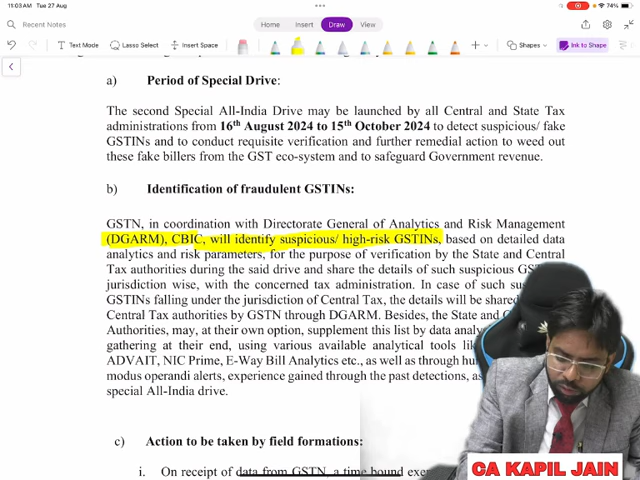 11:03 AM Tue 27 Aug
74%
Recent Notes
Home Insert Draw View
Text Mode Lasso Select Insert Space Shapes Ink to Shape
a) Period of Special Drive:
The second Special All-India Drive may be launched by all Central and State Tax
administrations from 16th August 2024 to 15th October 2024 to detect suspicious/ fake
GSTINs and to conduct requisite verification and further remedial action to weed out
these fake billers from the GST eco-system and to safeguard Government revenue.
b) Identification of fraudulent GSTINs:
GSTN, in coordination with Directorate General of Analytics and Risk Management
(DGARM), CBIC, will identify suspicious/ high-risk GSTINs, based on detailed data
analytics and risk parameters, for the purpose of verification by the State and Central
Tax authorities during the said drive and share the details of such suspicious
jurisdiction wise, with the concerned tax administration. In case of such
GSTINs falling under the jurisdiction of Central Tax, the details will be shared
Central Tax authorities by GSTN through DGARM. Besides, the State and
Authorities, may, at their own option, supplement this list by data
gathering at their end, using various available analytical tools
ADVAIT, NIC Prime, E-Way Bill Analytics etc., as well as through
modus operandi alerts, experience gained through the past detections,
special All-India drive.
c) Action to be taken by field formations:
i. On receipt of data from GSTN, a time bound
CA KAPIL JAIN